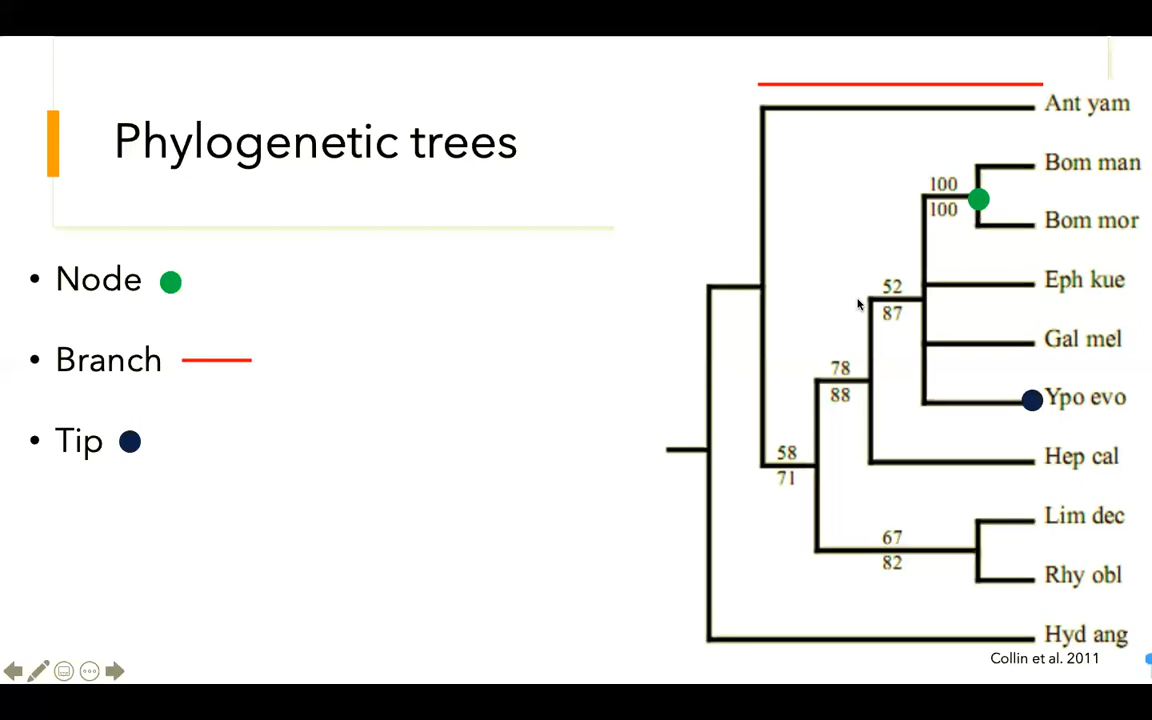 Phylogenetic trees
• Node
• Branch
• Tip
Ant yam
Bom man
100
100
Bom mor
Eph kue
52
87
Gal mel
78
88
Ypo evo
58
71
Hep cal
Lim dec
67
82
Rhy obl
Hyd ang
Collin et al. 2011